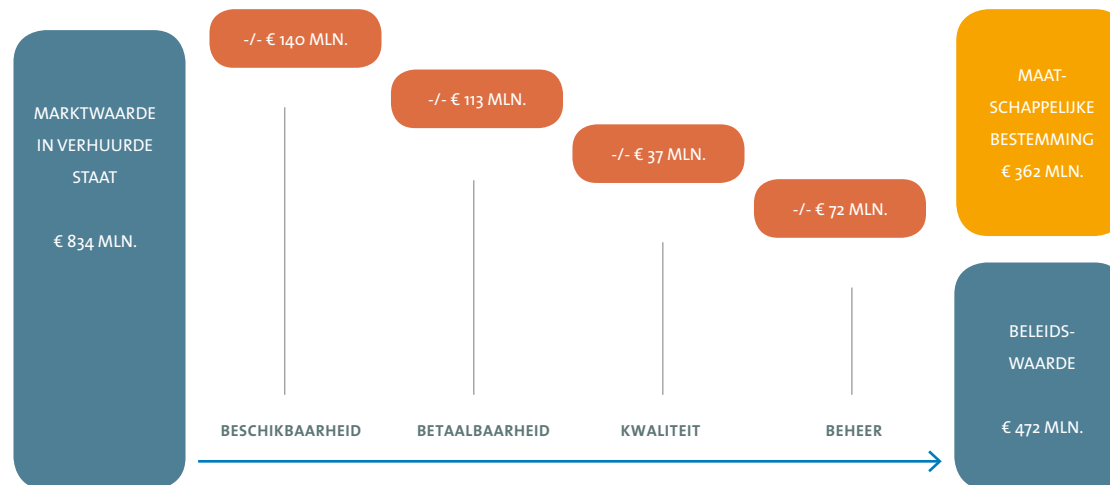 MARKTWAARDE
IN VERHUURDE
STAAT
€ 834 MLN.
-/- € 140 MLN.
-/- € 113 MLN.
-/- € 37 MLN.
-/- € 72 MLN.
BESCHIKBAARHEID
BETAALBAARHEID
KWALITEIT
BEHEER
MAAT-
SCHAPPELIJKE
BESTEMMING
€ 362 MLN.
BELEIDS-
WAARDE
€ 472 MLN.